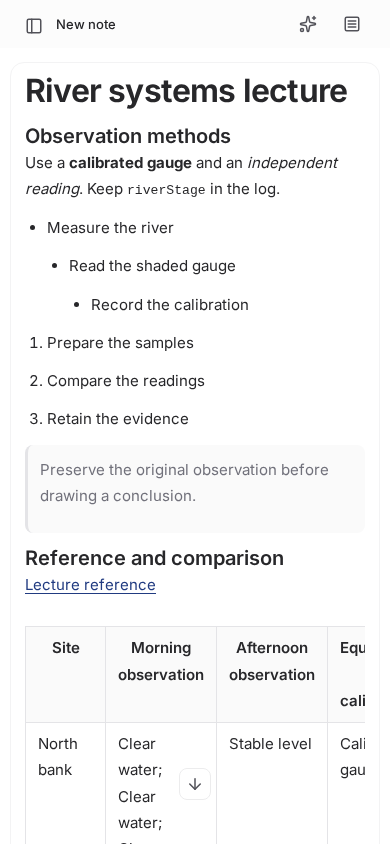 New note
River systems lecture
Observation methods
Use a calibrated gauge and an independent
reading. Keep riverStage in the log.
• Measure the river
• Read the shaded gauge
• Record the calibration
1. Prepare the samples
2. Compare the readings
3. Retain the evidence
Preserve the original observation before
drawing a conclusion.
Reference and comparison
Lecture reference
Site
Morning
observation
Afternoon
observation
North
bank
Clear
water;
Clear
water;
Stable level